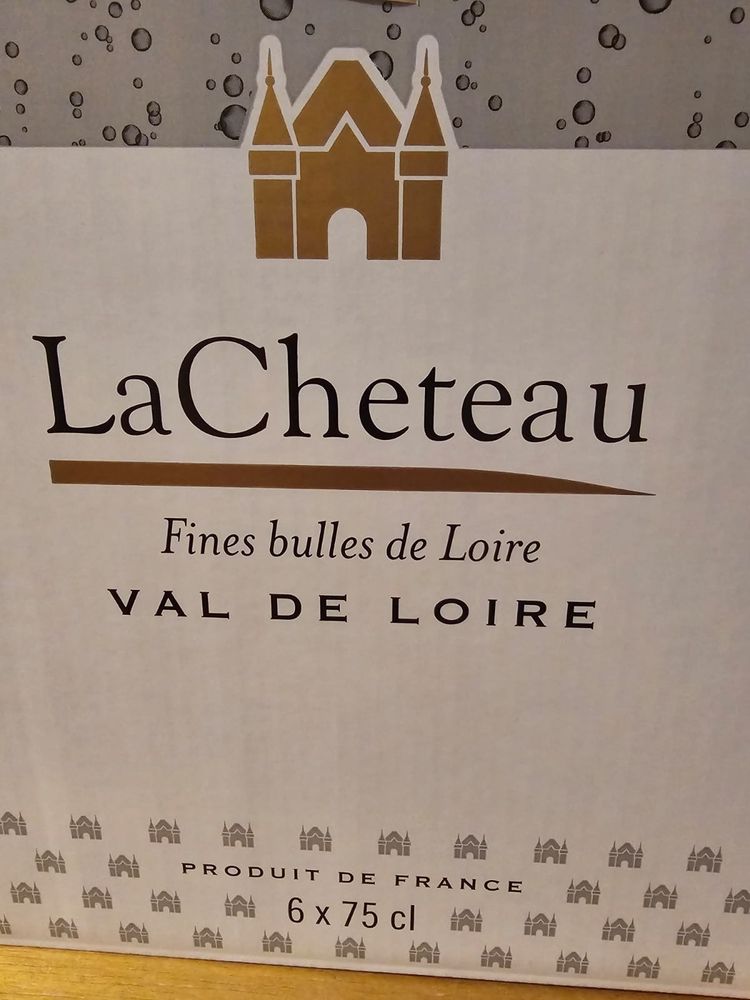 LaCheteau
Fines bulles de Loire
VAL DE LOIRE
PRODUIT DE FRANCE
6 x 75 cl